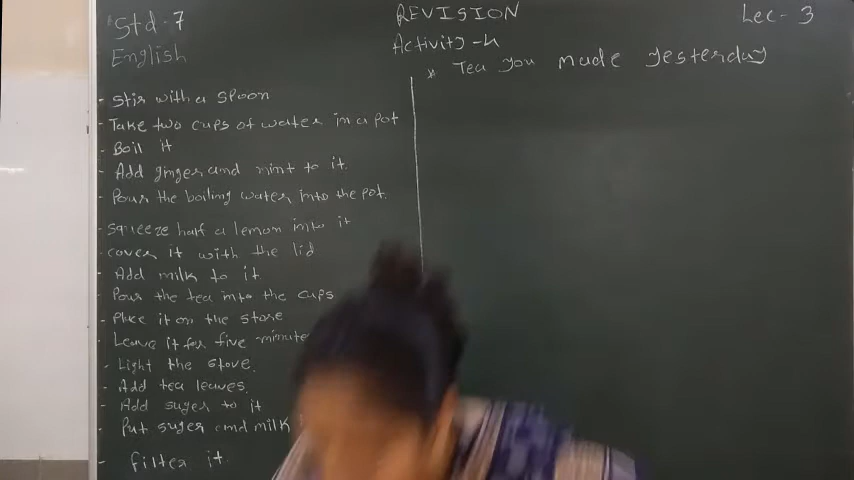 Std. 7
English
REVISION
Activity-4
Lec- 3
* Tea you made yesterday
- Stir with a spoon
- Take two cups of water in a pot
- Boil it
- Add ginger and mint to it.
- Pour the boiling water into the pot.
- Squeeze half a lemon into it
- cover it with the lid
- Add milk to it.
- Pour the tea into the cups
- Place it on the stove
- Leave it for five minute
- Light the stove.
- Add tea leaves.
- Add suger to it
- Put suger and milk
- filter it.